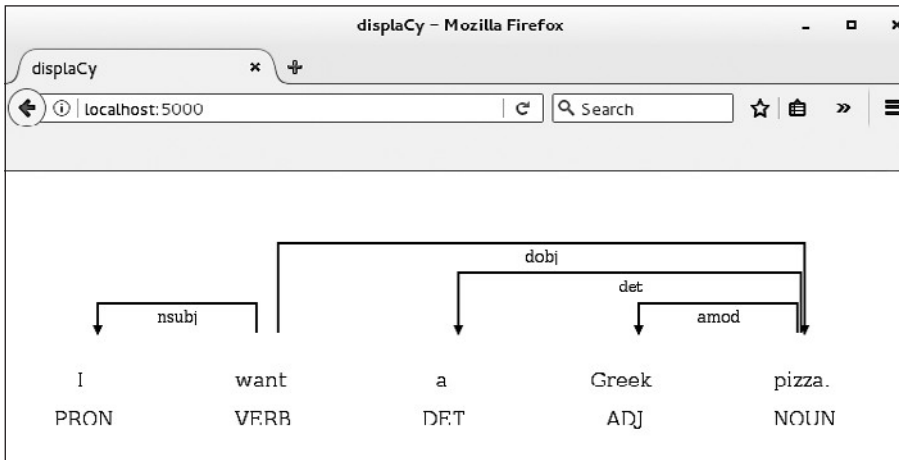 displaCy – Mozilla Firefox
displaCy
localhost:5000 Search
dobj
det
nsubj amod
I want a Greek pizza.
PRON VERB DET ADJ NOUN